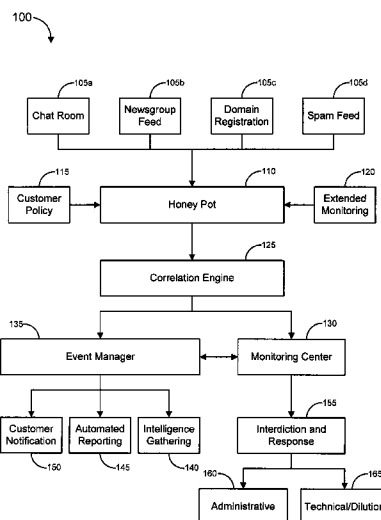 100
105a
105b
105c
105d
Chat Room
Newsgroup
Feed
Domain
Registration
Spam Feed
115
110
120
Customer
Policy
Honey Pot
Extended
Monitoring
125
Correlation Engine
135
130
Event Manager
Monitoring Center
155
Customer
Notification
Automated
Reporting
Intelligence
Gathering
Interdiction and
Response
150
145
140
160
165
Administrative
Technical/Dilution